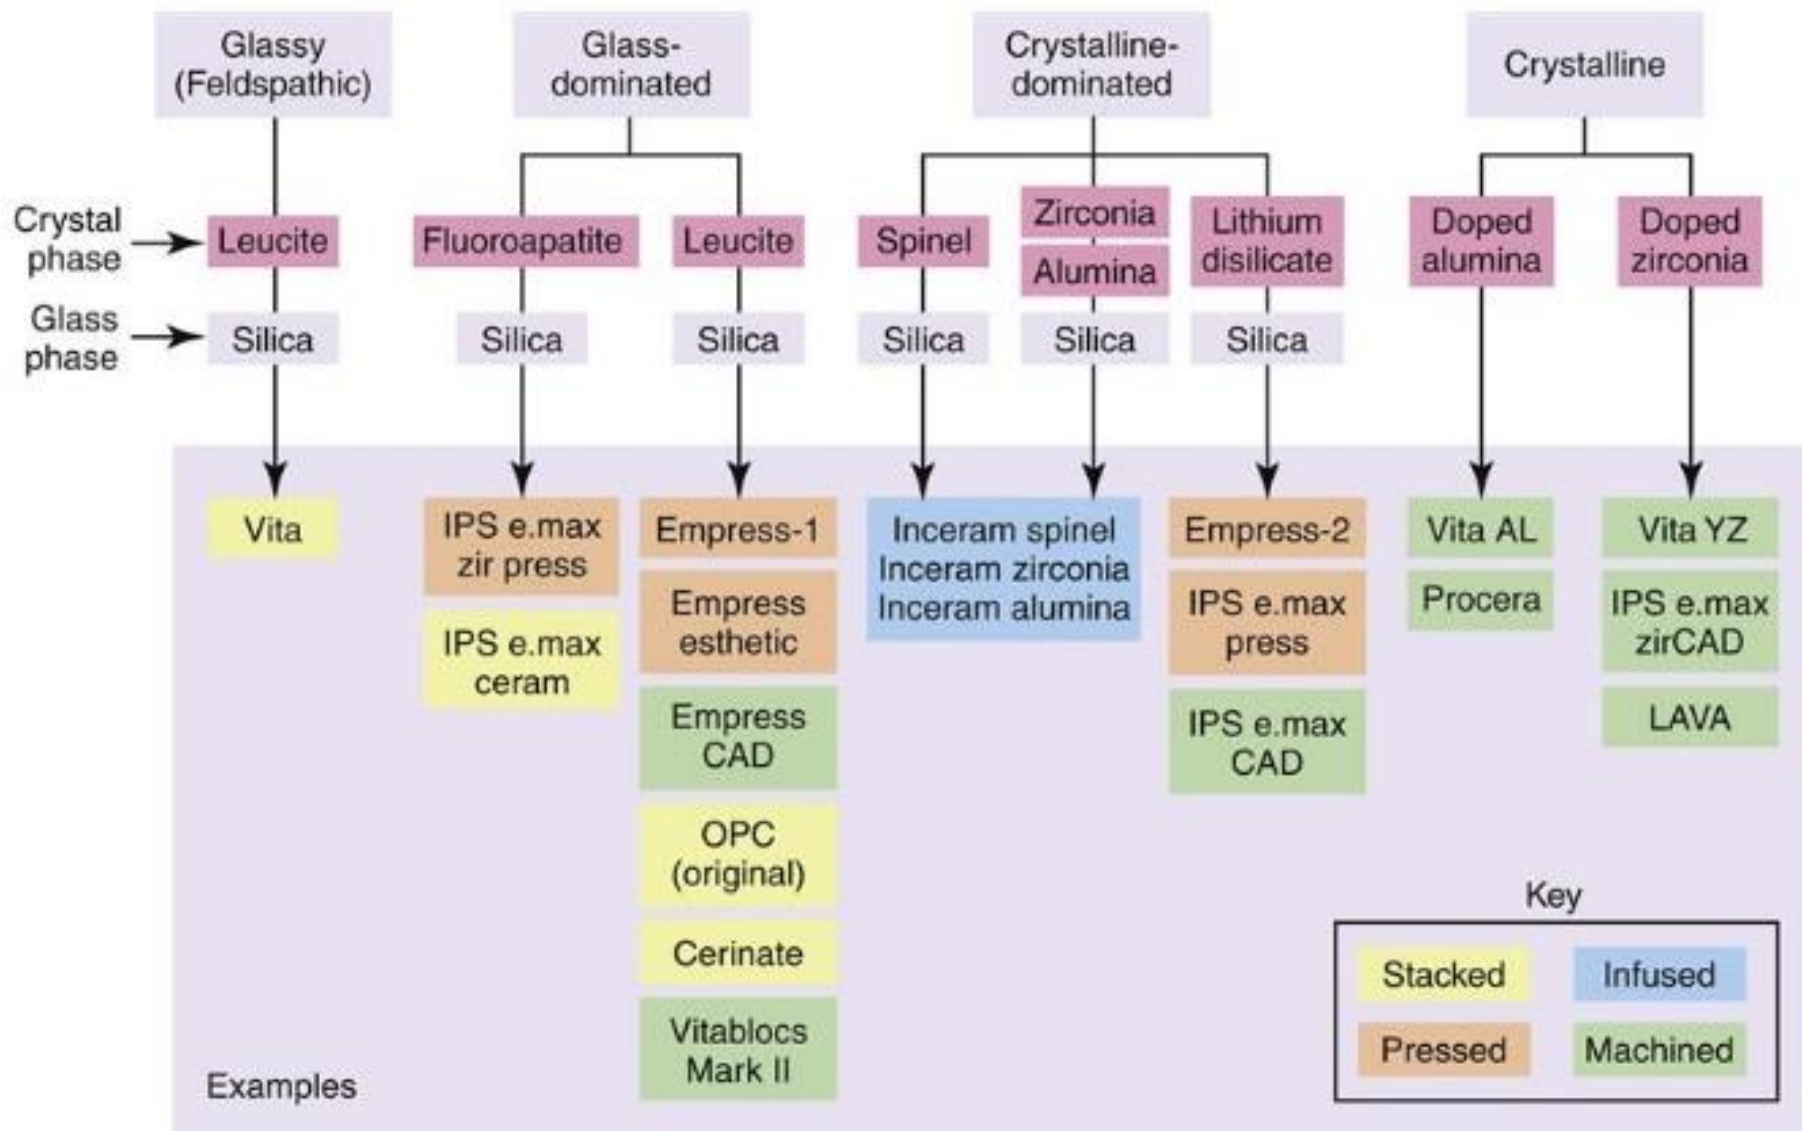 Glassy
(Feldspathic)
Glass-
dominated
Crystalline-
dominated
Crystalline
Crystal
phase
Leucite
Fluoroapatite
Leucite
Spinel
Zirconia
Alumina
Lithium
disilicate
Doped
alumina
Doped
zirconia
Glass
phase
Silica
Silica
Silica
Silica
Silica
Silica
Vita
IPS e.max
zir press
IPS e.max
ceram
Empress-1
Empress
esthetic
Empress
CAD
OPC
(original)
Cerinate
Vitablocs
Mark II
Inceram spinel
Inceram zirconia
Inceram alumina
Empress-2
IPS e.max
press
IPS e.max
CAD
Vita AL
Procera
Vita YZ
IPS e.max
zirCAD
LAVA
Key
Stacked
Infused
Pressed
Machined
Examples